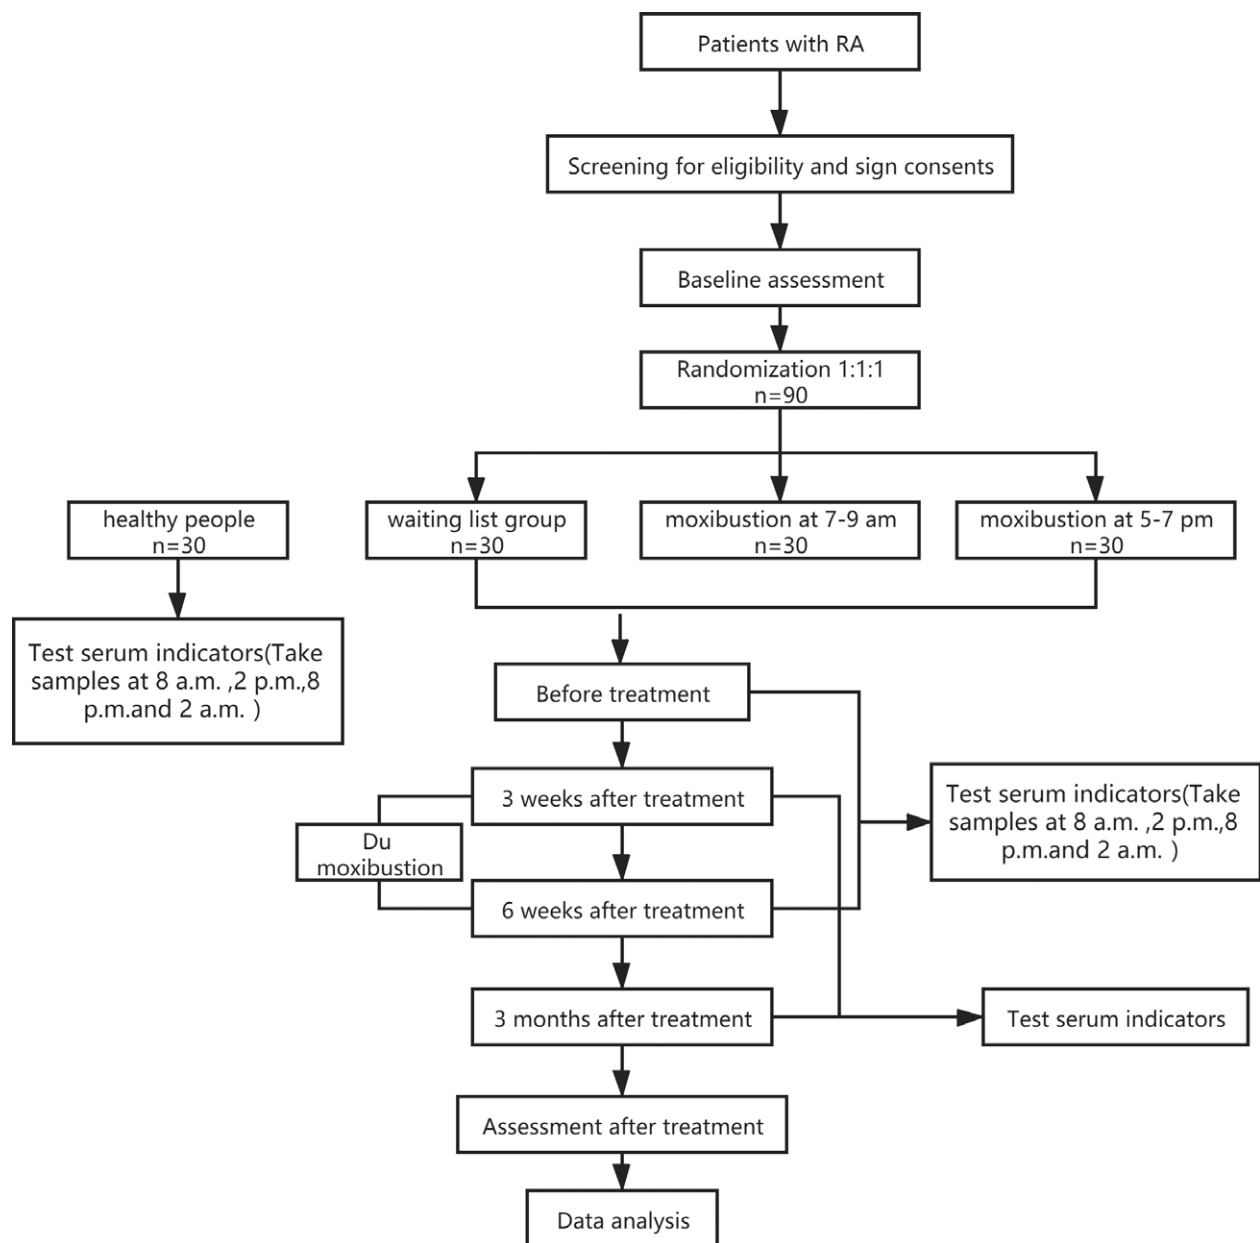 Patients with RA
Screening for eligibility and sign consents
Baseline assessment
Randomization 1:1:1
n=90
healthy people
n=30
waiting list group
n=30
moxibustion at 7-9 am
n=30
moxibustion at 5-7 pm
n=30
Test serum indicators(Take
samples at 8 a.m. ,2 p.m.,8
p.m.and 2 a.m. )
Before treatment
3 weeks after treatment
Du
moxibustion
6 weeks after treatment
Test serum indicators(Take
samples at 8 a.m. ,2 p.m.,8
p.m.and 2 a.m. )
3 months after treatment
Test serum indicators
Assessment after treatment
Data analysis